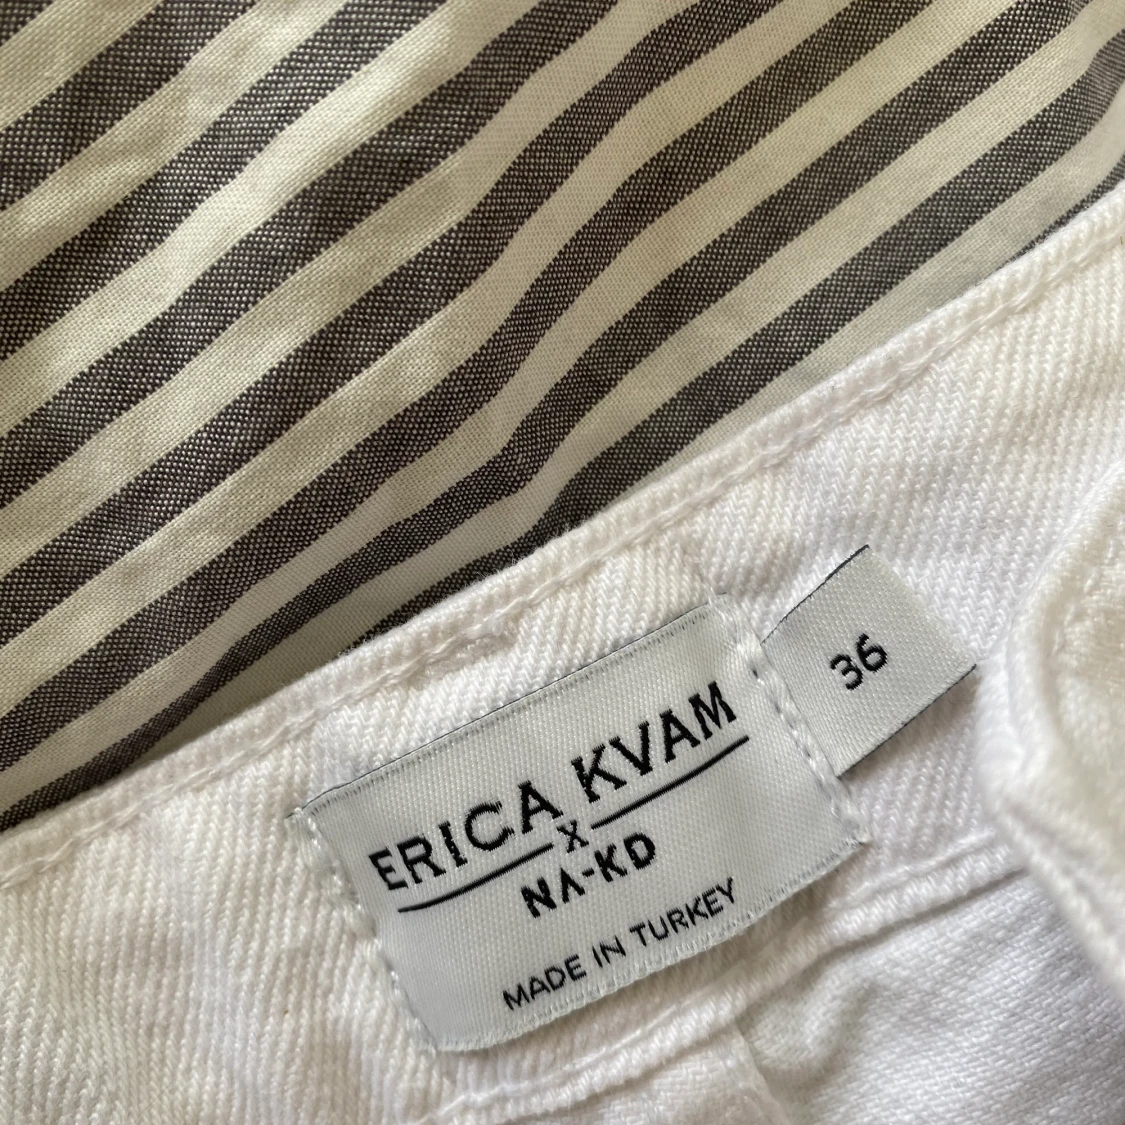 ERICA KVAM
X
NA-KD
MADE IN TURKEY
36